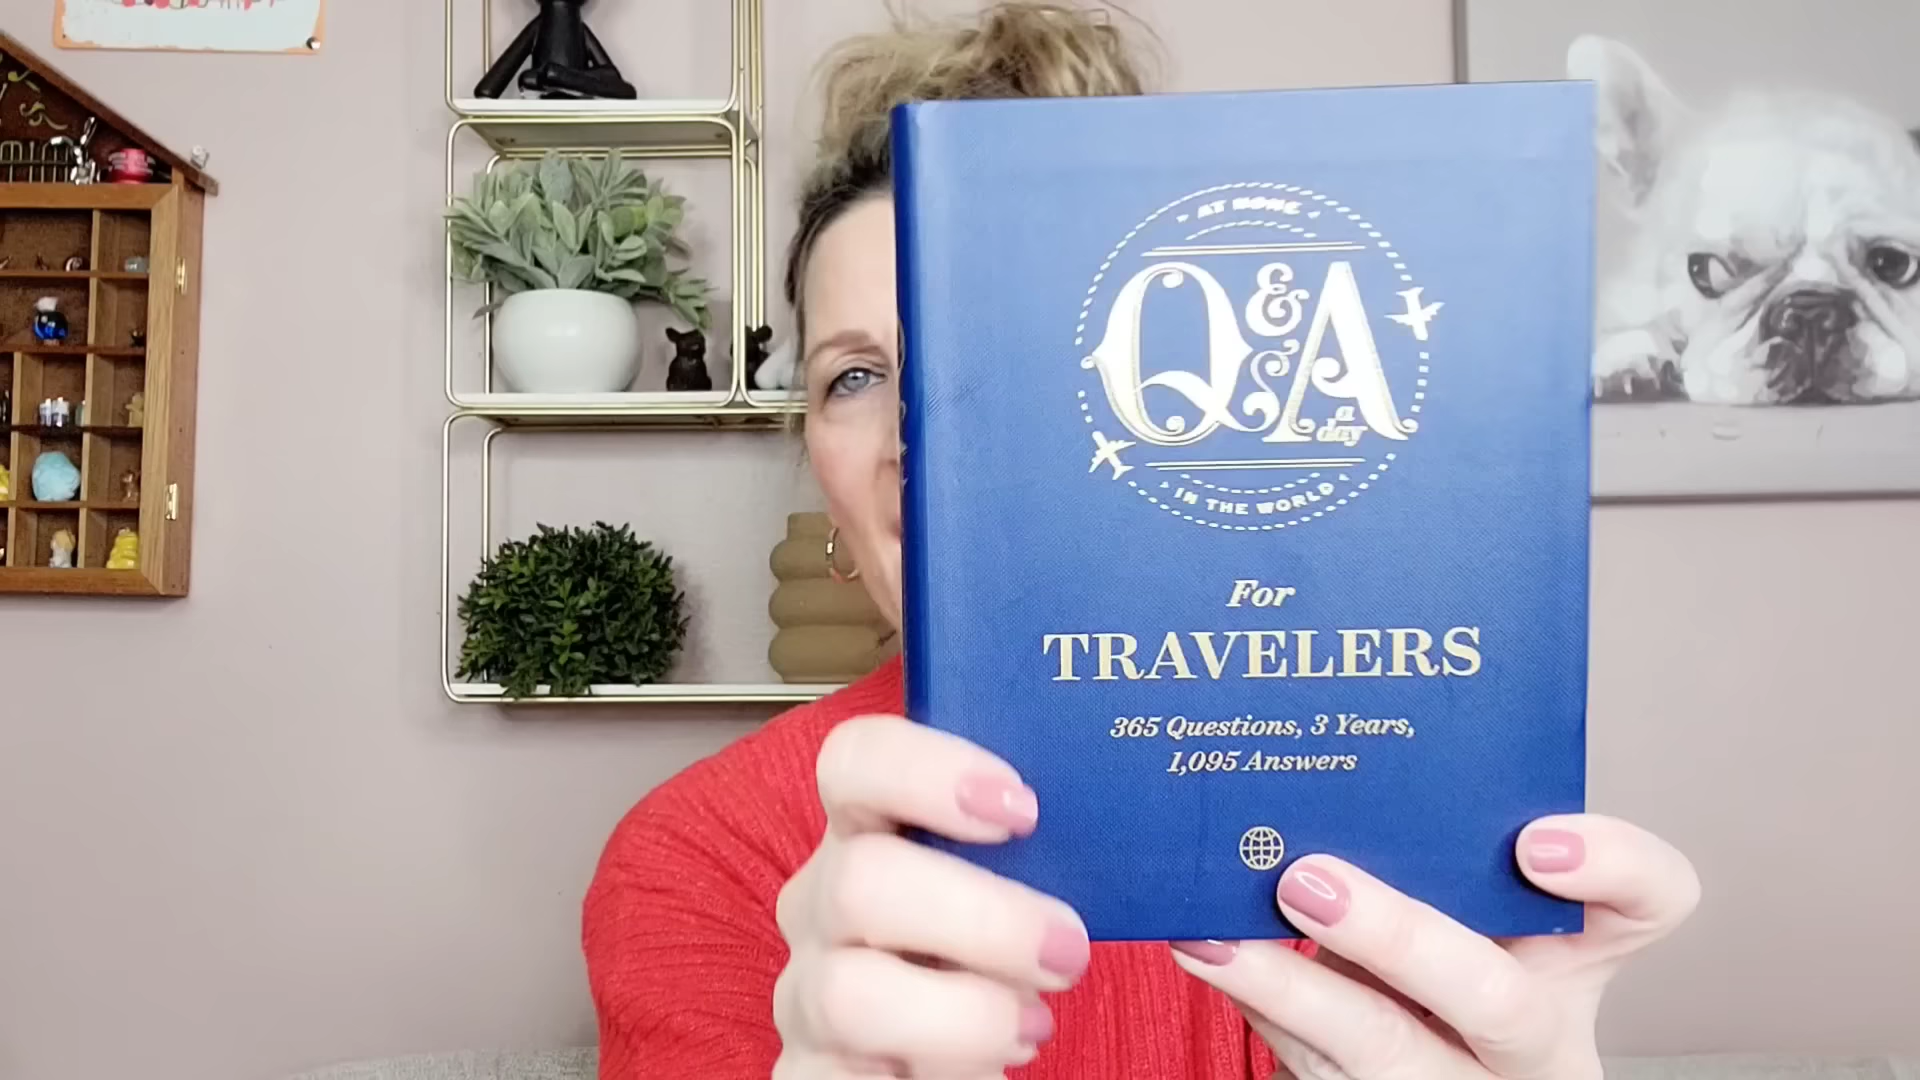 AT HOME
Q&A
a
day
IN THE WORLD
For
TRAVELERS
365 Questions, 3 Years,
1,095 Answers